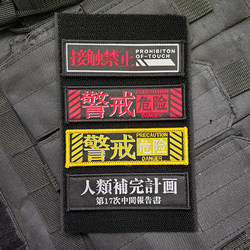 接触禁止
PROHIBITON
OF-TOUCH
警戒 危险
警戒
PRECAUTION
危险
DANGER
人類補完計画
第17次中間報告書